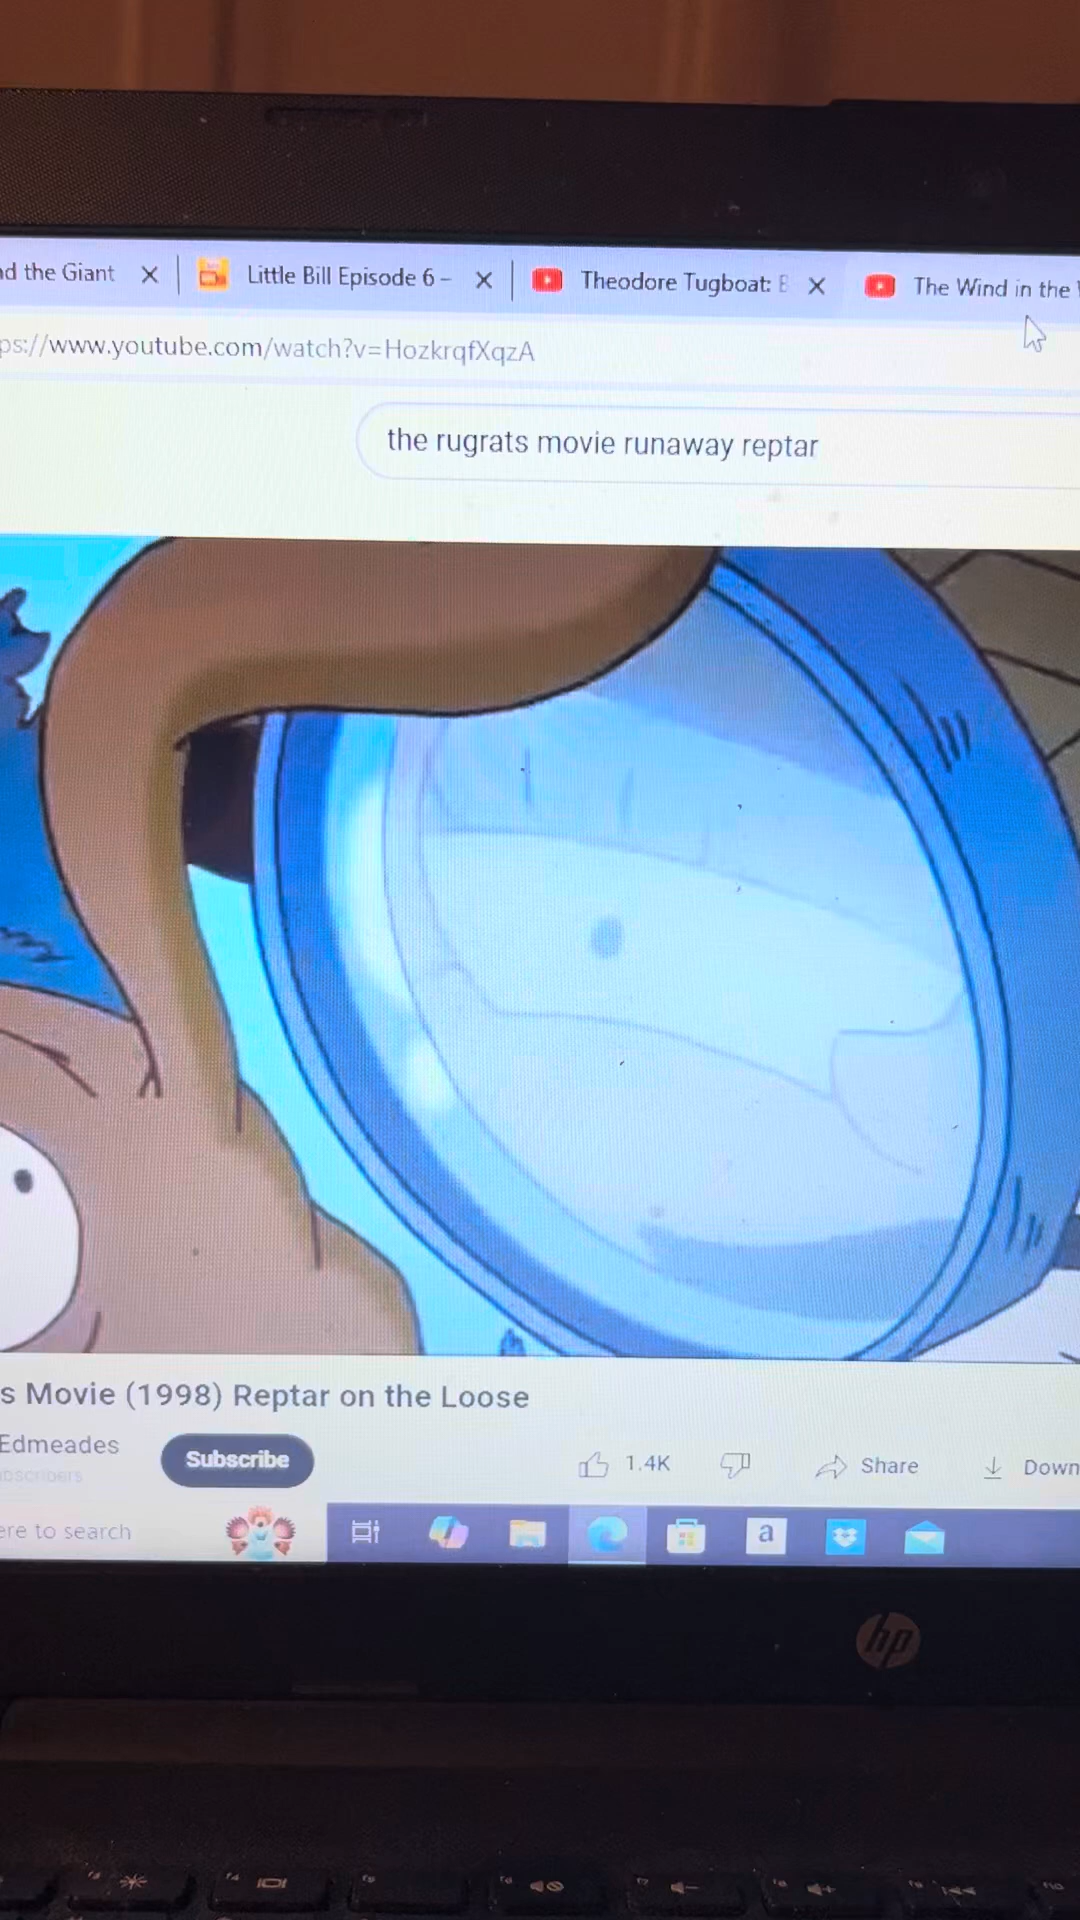 d the Giant
Little Bill Episode 6 –
Theodore Tugboat:
The Wind in the
ps://www.youtube.com/watch?v=HozkrqfXqzA
the rugrats movie runaway reptar
s Movie (1998) Reptar on the Loose
Edmeades
Subscribe
1.4K
Share
Down
bscribers
ere to search
a
hp